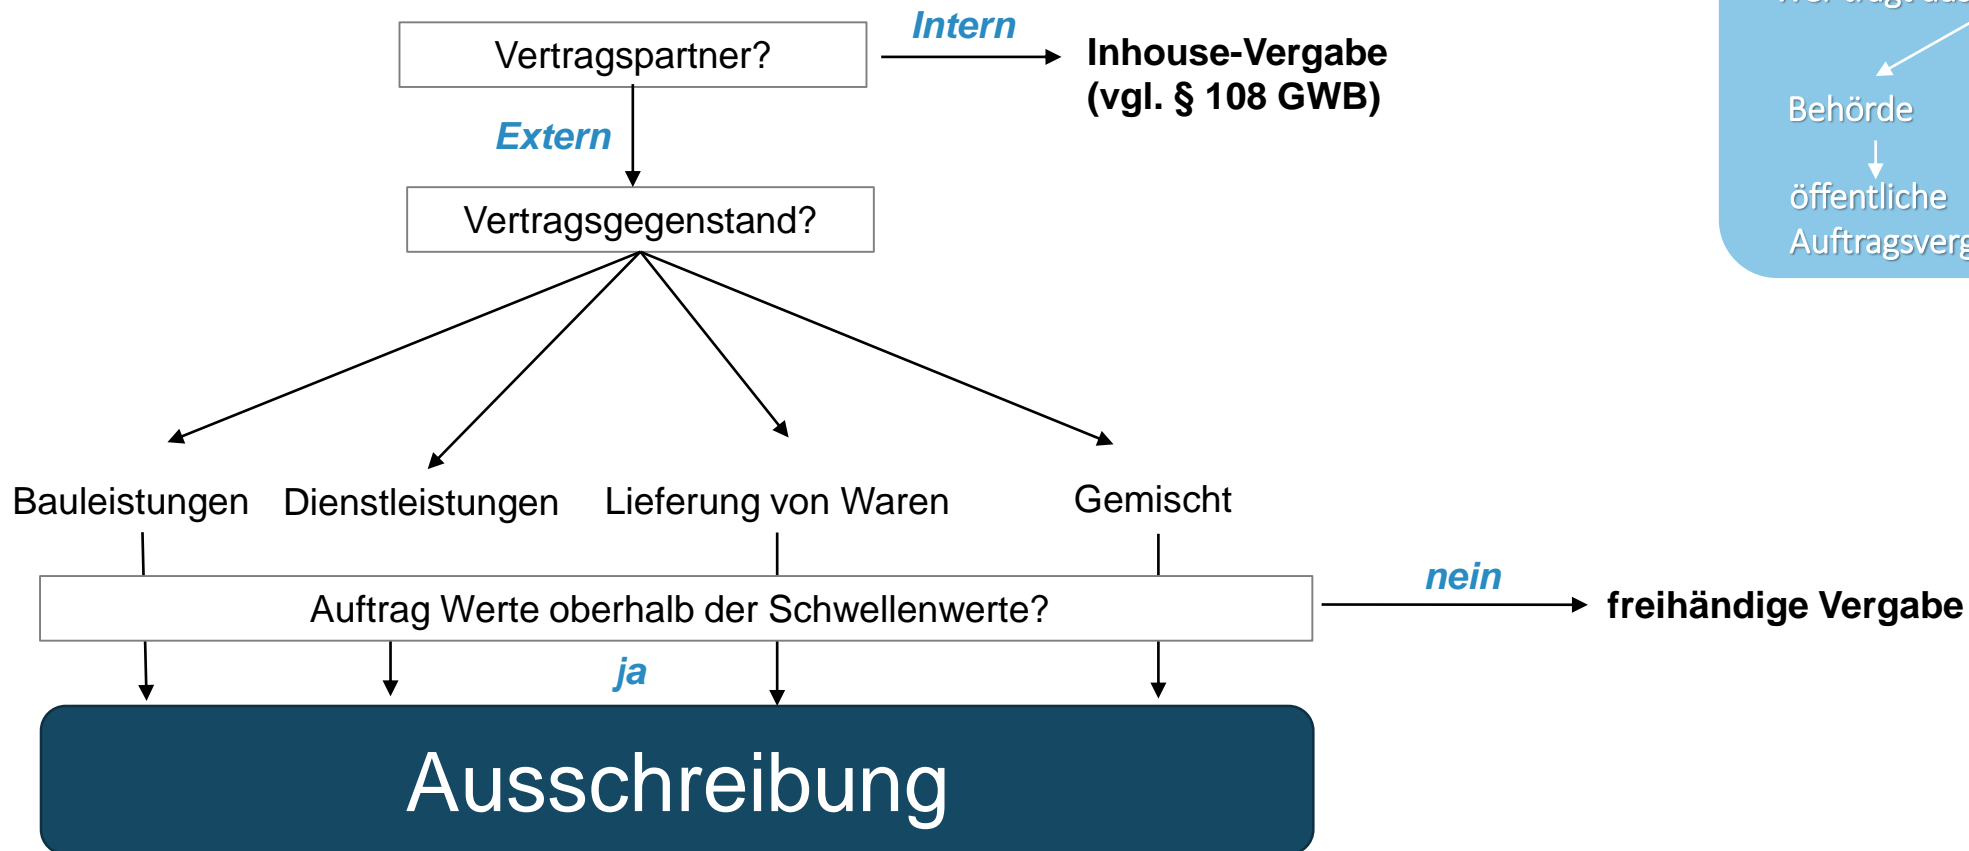 Intern
Vertragspartner?
Inhouse-Vergabe
(vgl. § 108 GWB)
Extern
Behörde
öffentliche
Vertragsgegenstand?
Bauleistungen
Dienstleistungen
Lieferung von Waren
Gemischt
Auftrag Werte oberhalb der Schwellenwerte?
nein
freihändige Vergabe
ja
Ausschreibung